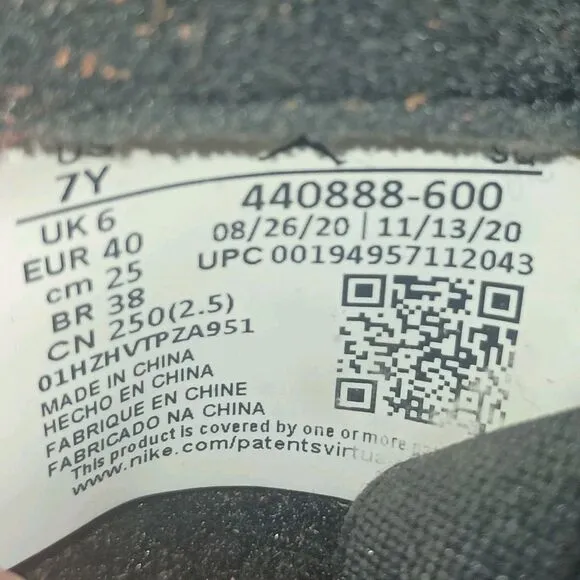 US
7Y
UK 6
EUR 40
cm 25
BR 38
CN 250(2.5)
01HZHVTPZA951
MADE IN CHINA
HECHO EN CHINA
FABRIQUE EN CHINE
FABRICADO NA CHINA
This product is covered by one or more
www.nike.com/patentsvirtua
440888-600
08/26/20 | 11/13/20
UPC 00194957112043